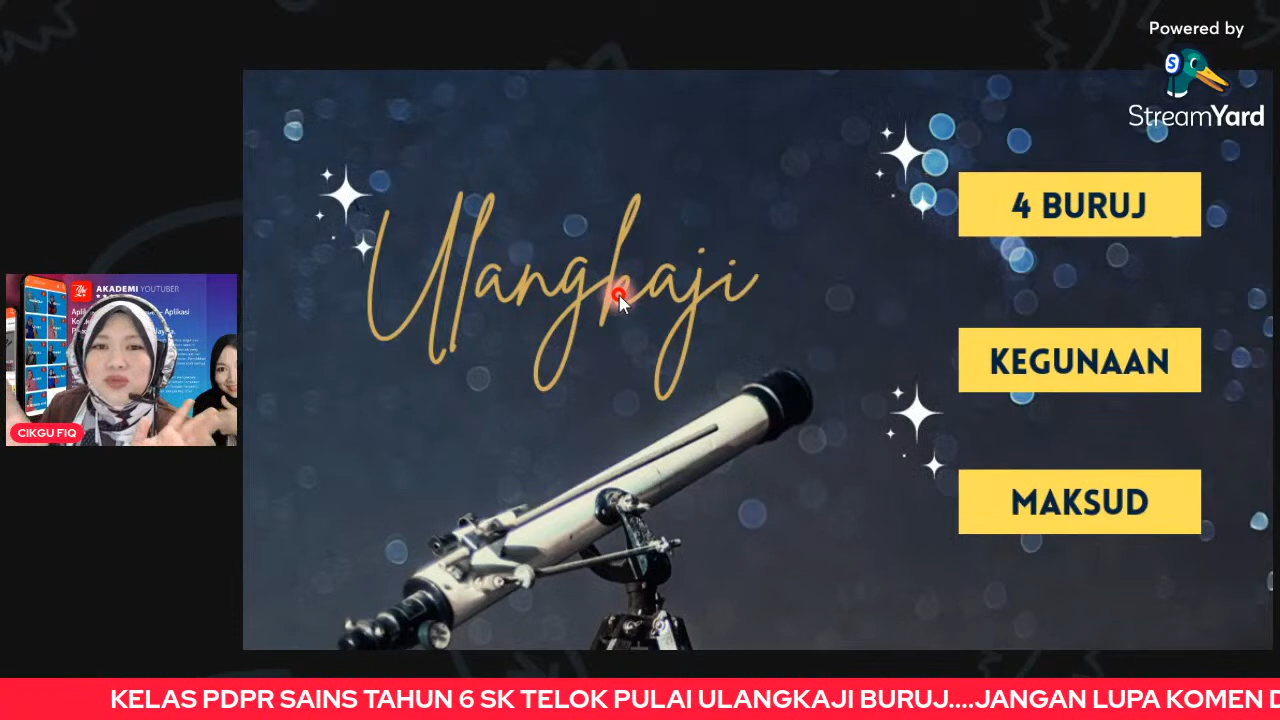 Powered by
StreamYard
Ulangkaji
4 BURUJ
KEGUNAAN
MAKSUD
AKADEMI YOUTUBER
CIKGU FIQ
KELAS PDPR SAINS TAHUN 6 SK TELOK PULAI ULANGKAJI BURUJ....JANGAN LUPA KOMEN D